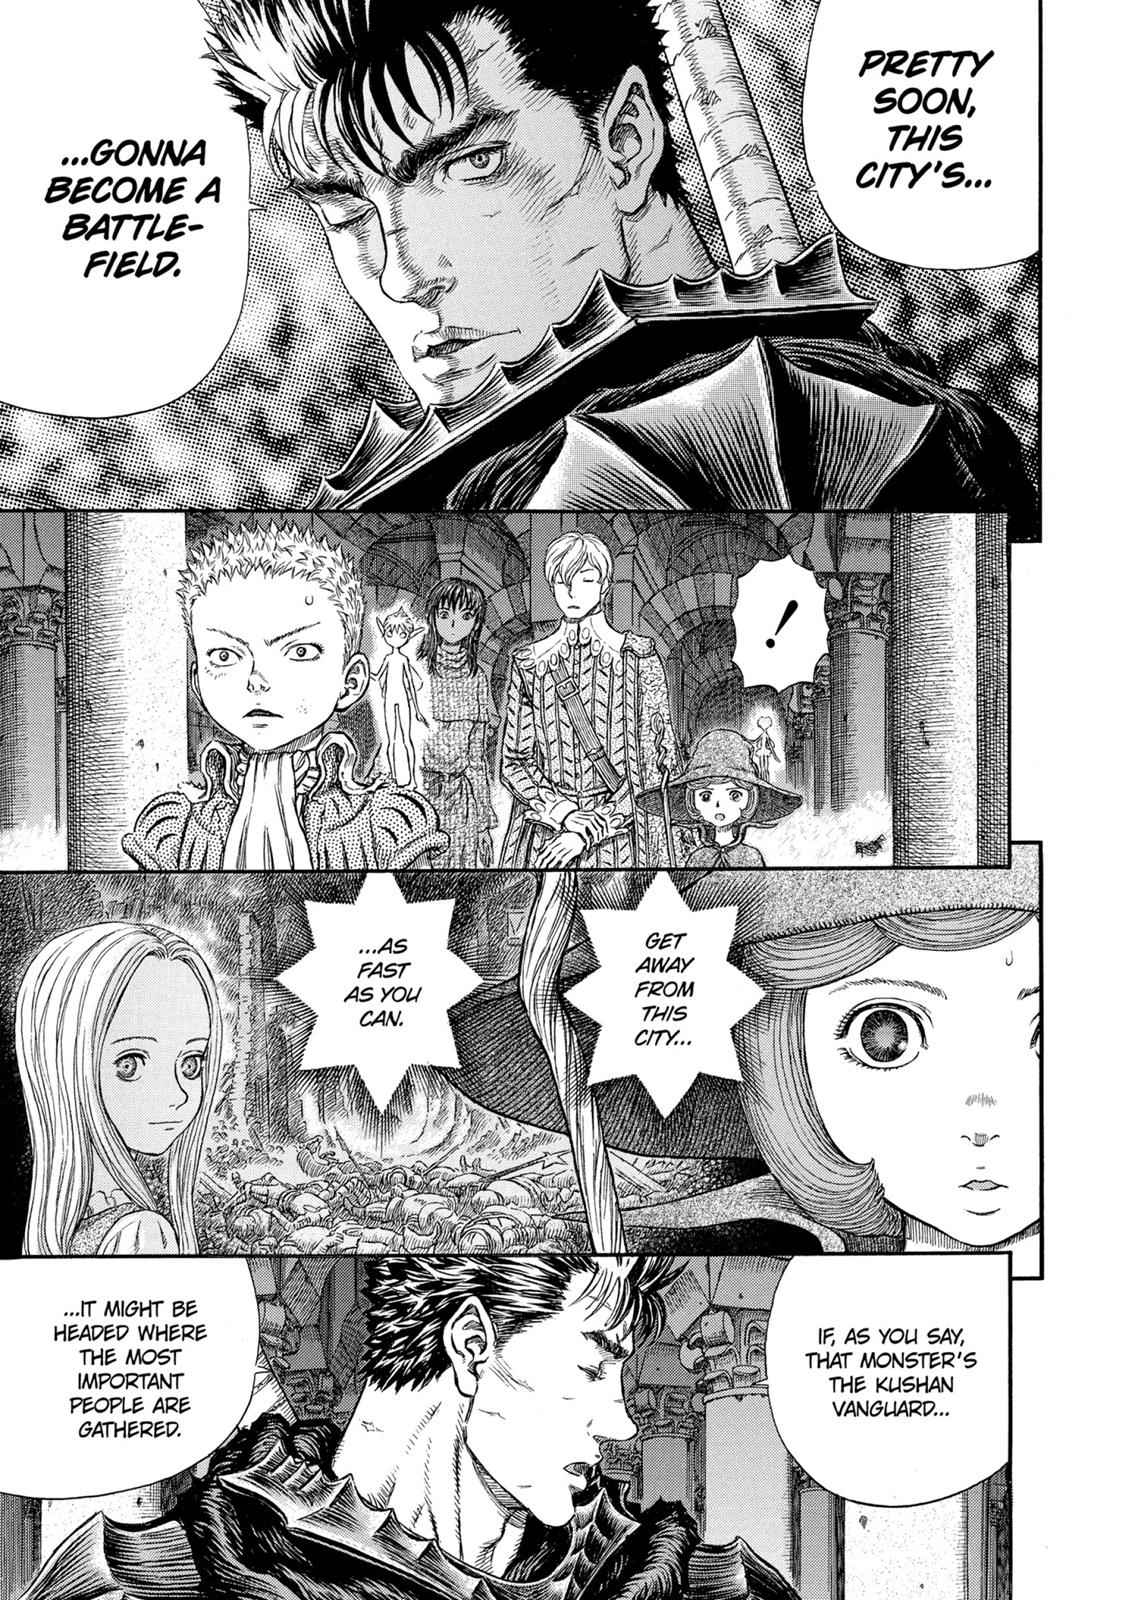 PRETTY
SOON,
THIS
CITY'S...
...GONNA
BECOME A
BATTLE-
FIELD.
!
GET
AWAY
FROM
THIS
CITY...
...AS
FAST
AS YOU
CAN.
IF, AS YOU SAY,
THAT MONSTER'S
THE KUSHAN
VANGUARD...
...IT MIGHT BE
HEADED WHERE
THE MOST
IMPORTANT
PEOPLE ARE
GATHERED.